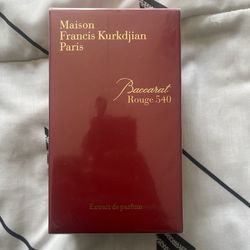 Maison
Francis Kurkdjian
Paris
Baccarat
Rouge 540
Extrait de parfum